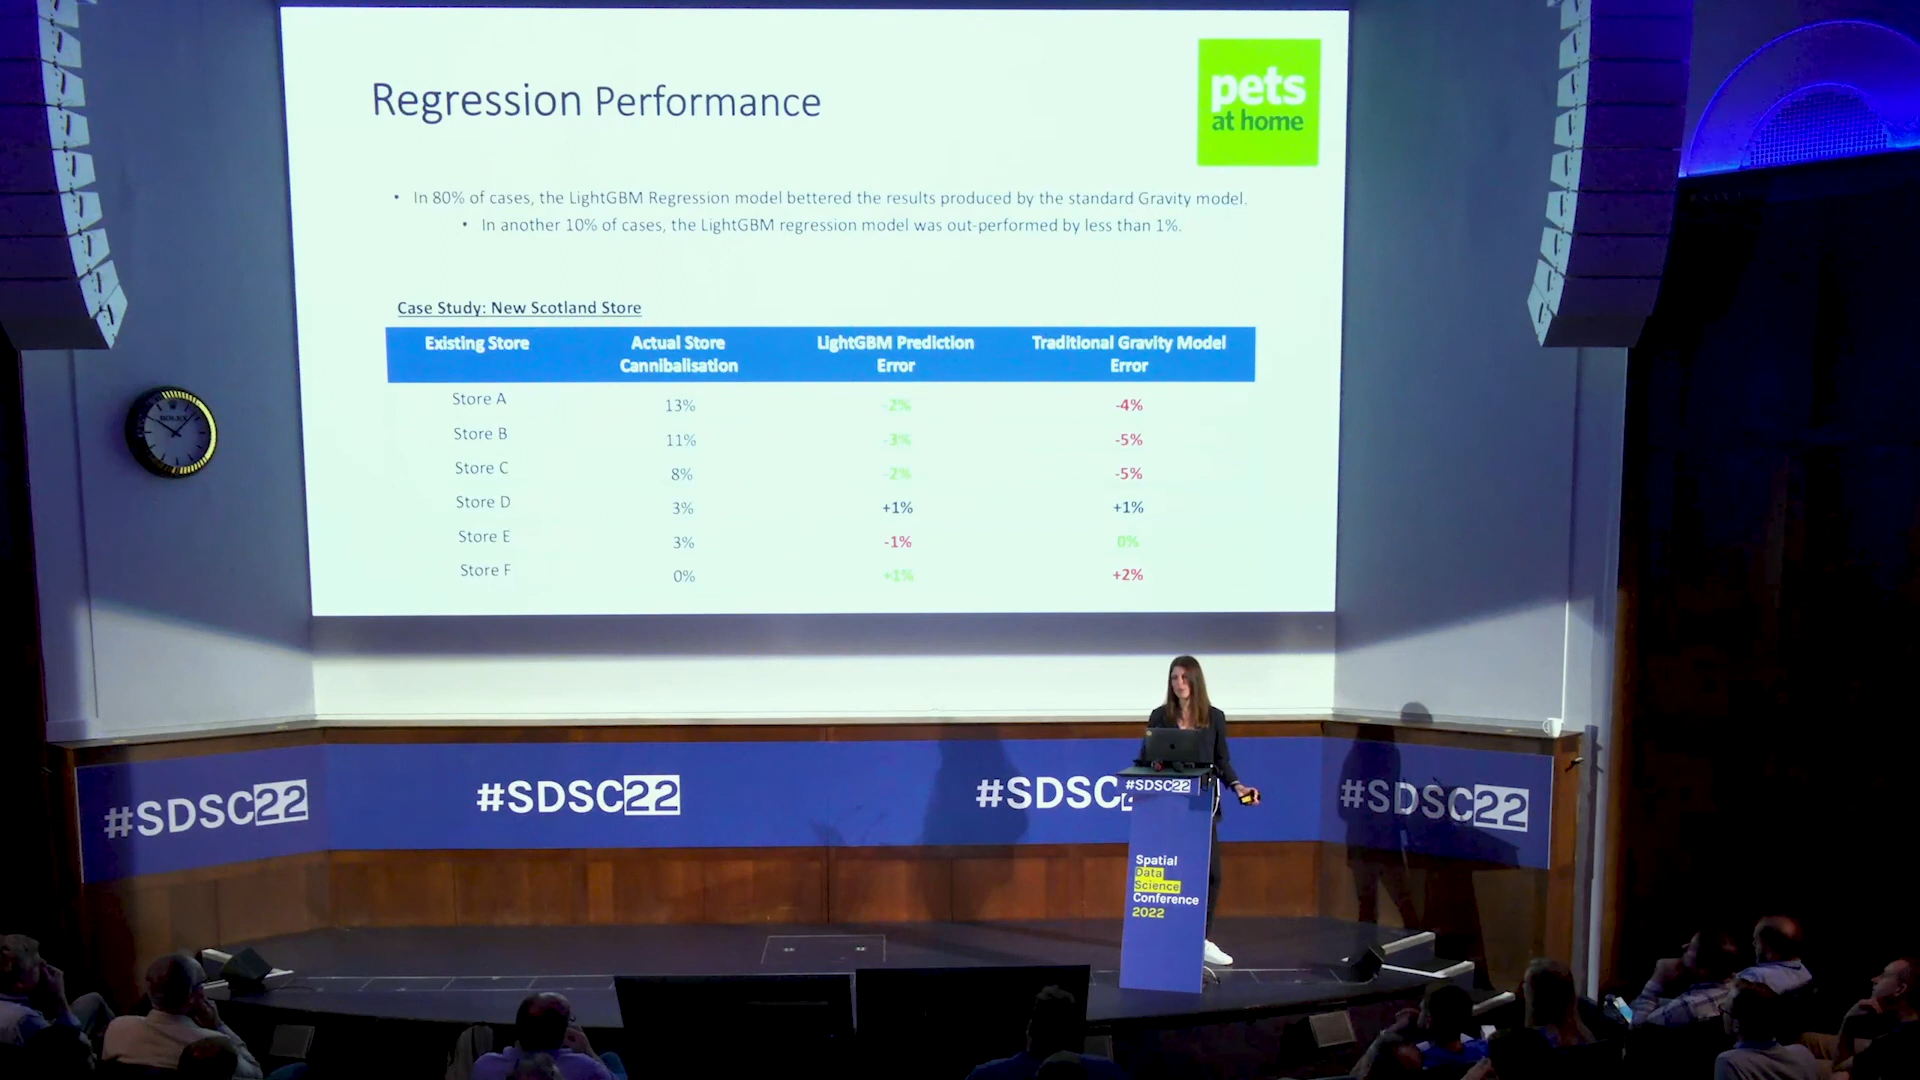 Regression Performance
pets
at home
• In 80% of cases, the LightGBM Regression model bettered the results produced by the standard Gravity model.
• In another 10% of cases, the LightGBM regression model was out-performed by less than 1%.
Case Study: New Scotland Store
Existing Store Actual Store Cannibalisation LightGBM Prediction Error Traditional Gravity Model Error
Store A 13% -2% -4%
Store B 11% -3% -5%
Store C 8% -2% -5%
Store D 3% +1% +1%
Store E 3% -1% 0%
Store F 0% +1% +2%
ROLEX
#SDSC22
#SDSC22
#SDSC2
#SDSC22
#SDSC22
Spatial
Data
Science
Conference
2022